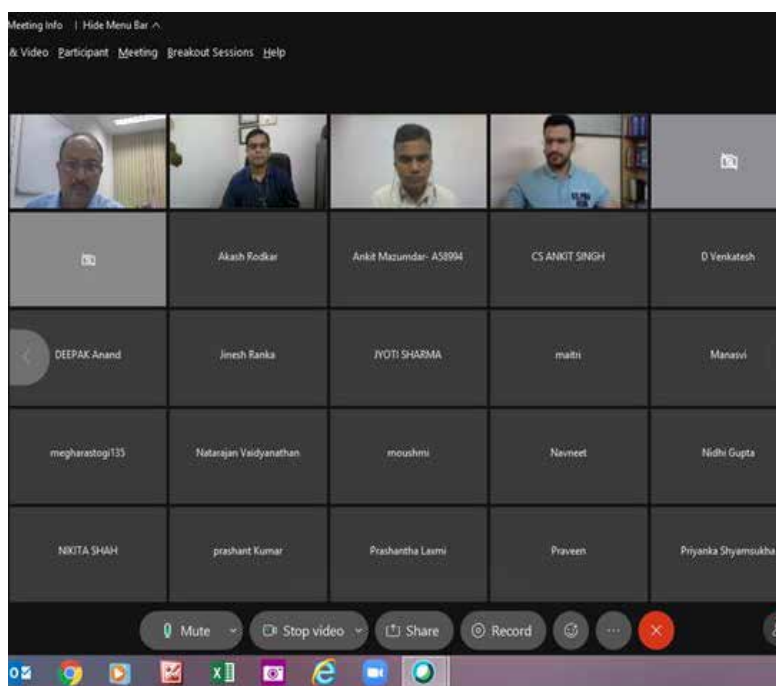 Meeting Info | Hide Menu Bar ^
& Video Participant Meeting Breakout Sessions Help
Akash Rodkar Ankit Mazumdar- A58994 CS ANKIT SINGH D Venkatesh
DEEPAK Anand Jinesh Ranka JYOTI SHARMA maitri Manasvi
megharastogi135 Natarajan Vaidyanathan moushmi Navneet Nidhi Gupta
NIKITA SHAH prashant Kumar Prashantha Laxmi Praveen Priyanka Shyamsukha
Mute Stop video Share Record